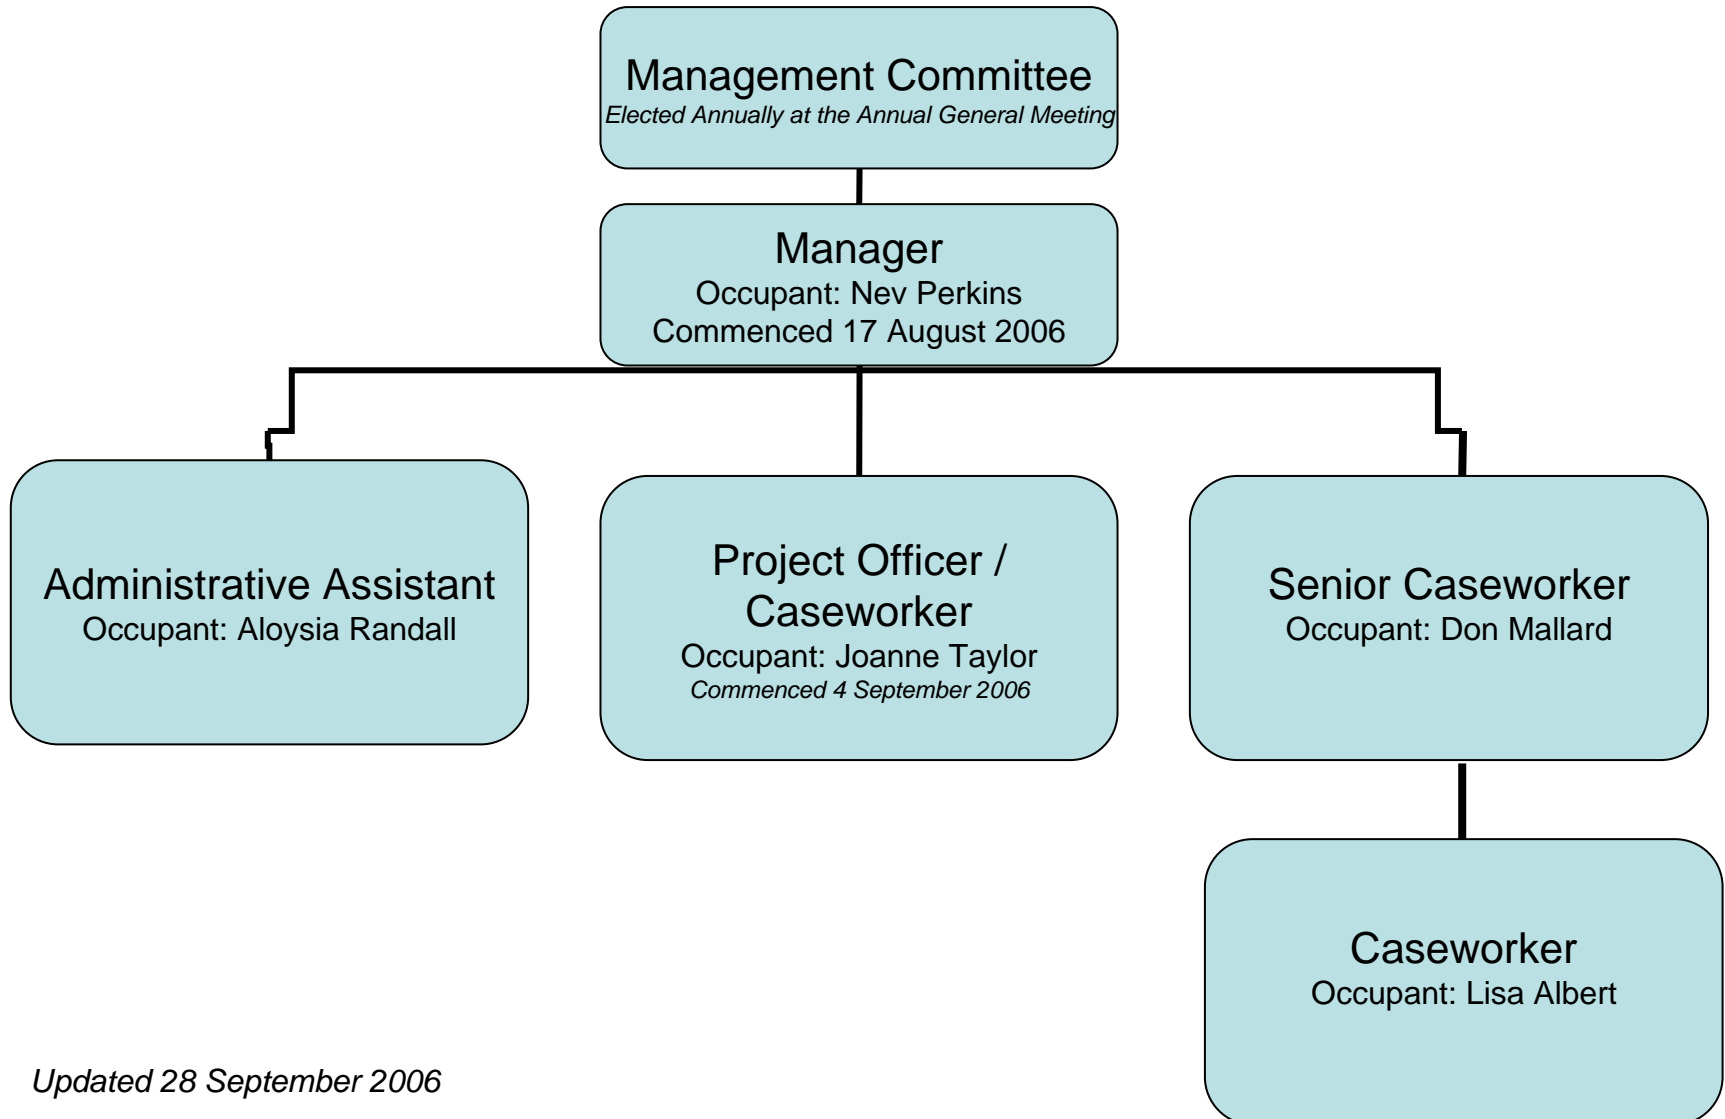 Management Committee
Elected Annually at the Annual General Meeting
Manager
Occupant: Nev Perkins
Commenced 17 August 2006
Administrative Assistant
Occupant: Aloysia Randall
Project Officer /
Caseworker
Occupant: Joanne Taylor
Commenced 4 September 2006
Senior Caseworker
Occupant: Don Mallard
Caseworker
Occupant: Lisa Albert
Updated 28 September 2006